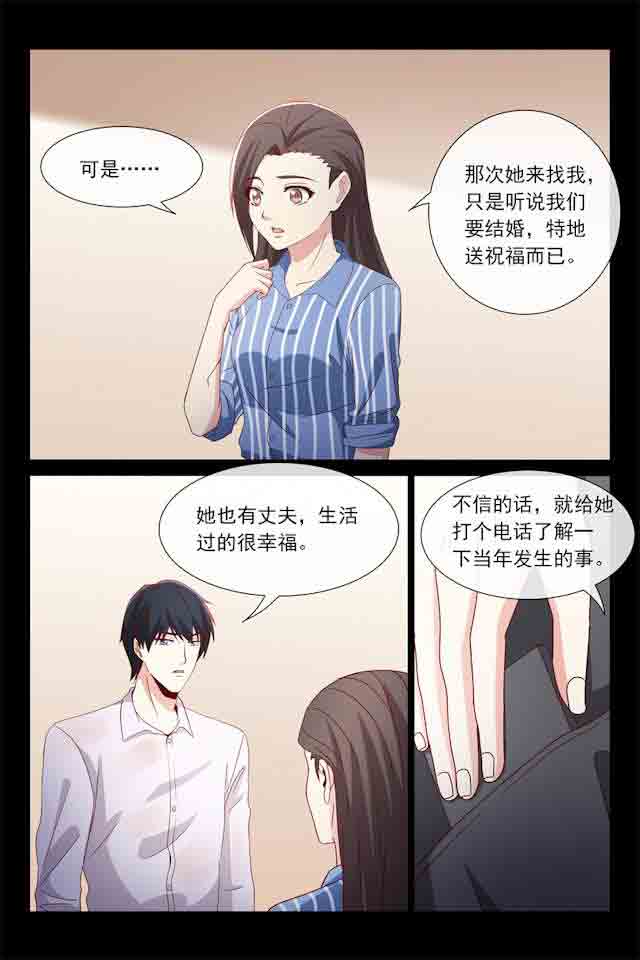 可是……
那次她来找我，
只是听说我们
要结婚，特地
送祝福而已。
她也有丈夫，生活
过的很幸福。
不信的话，就给她
打个电话了解一
下当年发生的事。